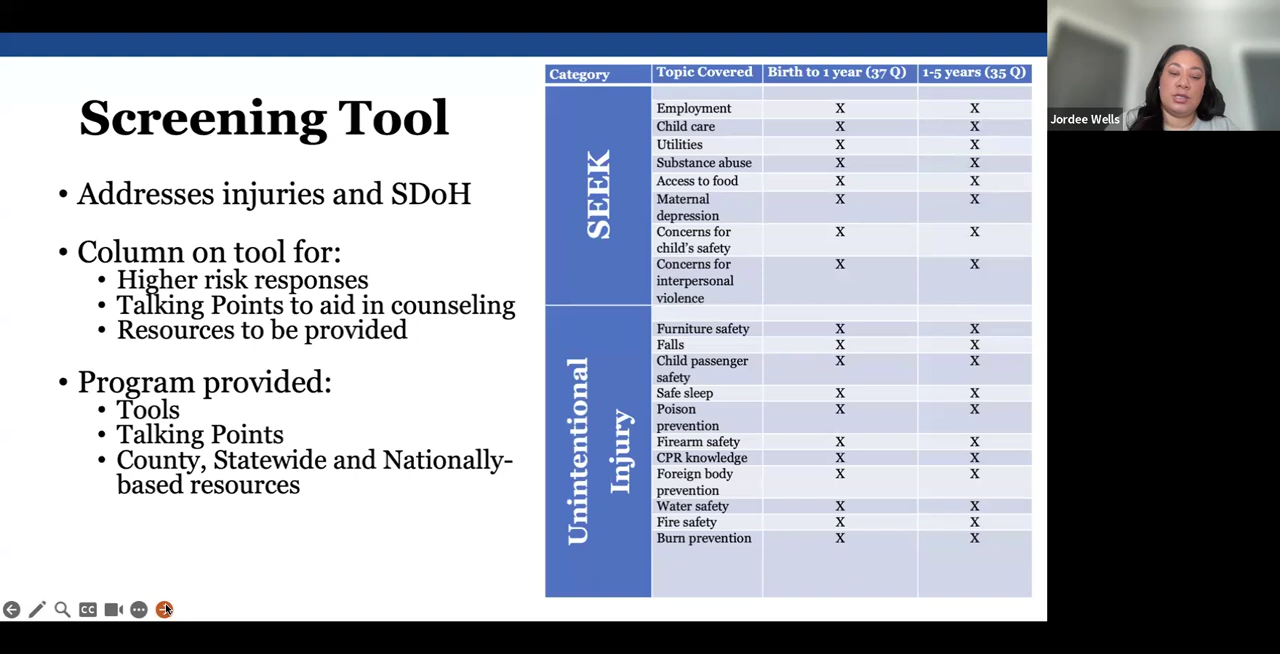 Screening Tool
• Addresses injuries and SDoH
• Column on tool for:
• Higher risk responses
• Talking Points to aid in counseling
• Resources to be provided
• Program provided:
• Tools
• Talking Points
• County, Statewide and Nationally-
based resources
Category Topic Covered Birth to 1 year (37 Q) 1-5 years (35 Q)
SEEK
Employment X X
Child care X X
Utilities X X
Substance abuse X X
Access to food X X
Maternal X X
depression
Concerns for X X
child's safety
Concerns for X X
interpersonal
violence
Unintentional
Injury
Furniture safety X X
Falls X X
Child passenger X X
safety
Safe sleep X X
Poison X X
prevention
Firearm safety X X
CPR knowledge X X
Foreign body X X
prevention
Water safety X X
Fire safety X X
Burn prevention X X
Jordee Wells
CC